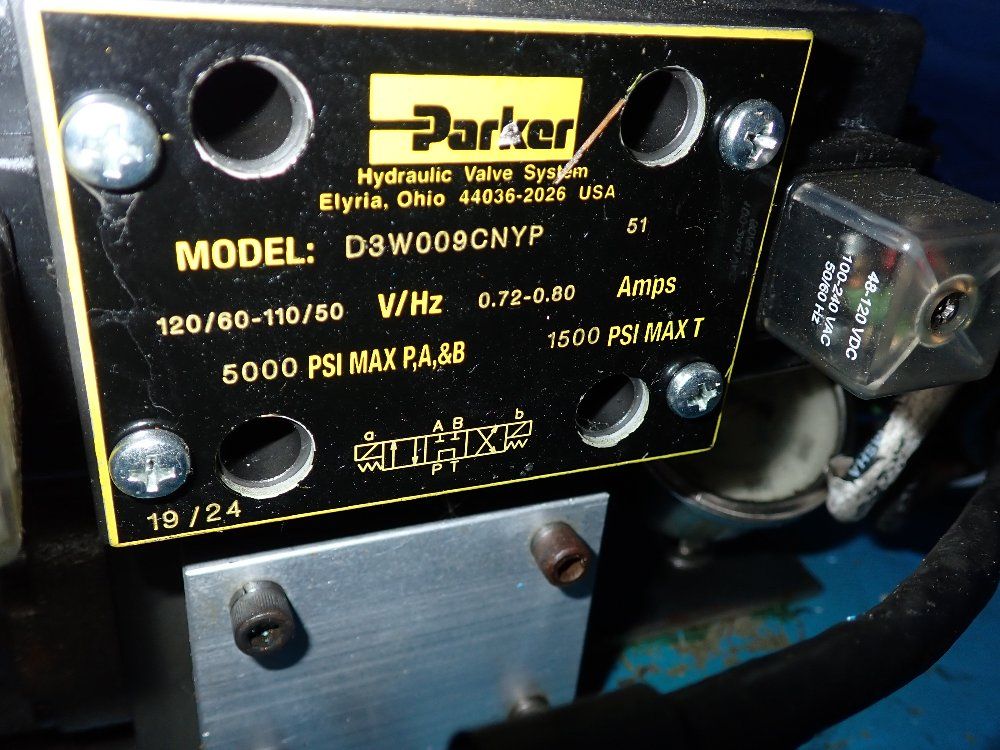 Parker
Hydraulic Valve System
Elyria, Ohio 44036-2026 USA
MODEL: D3W009CNYP 51
120/60-110/50 V/Hz 0.72-0.80 Amps
5000 PSI MAX P,A,&B 1500 PSI MAX T
a A B b
P T
19/24
48-120 VDC
100-240 VAC
50/60 Hz